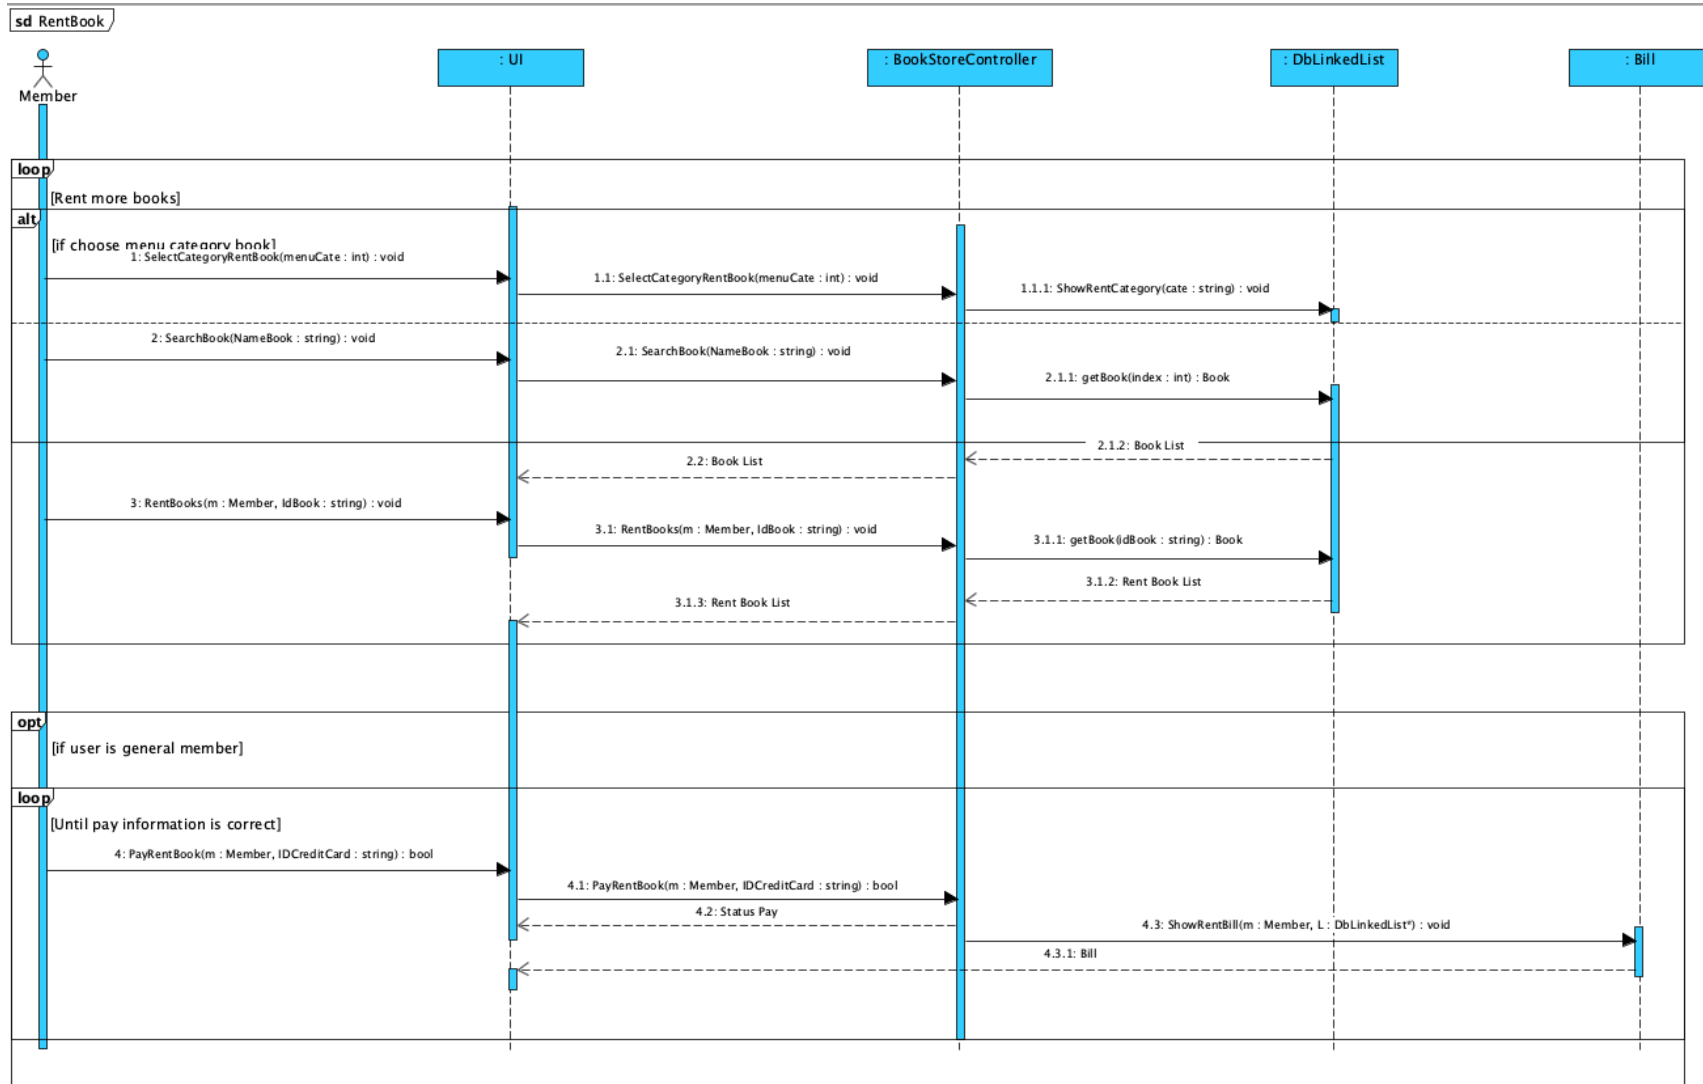 sd RentBook
Member
: UI
: BookStoreController
: DbLinkedList
: Bill
loop
[Rent more books]
alt
[if choose menu category book]
1: SelectCategoryRentBook(menuCate : int) : void
1.1: SelectCategoryRentBook(menuCate : int) : void
1.1.1: ShowRentCategory(cate : string) : void
2: SearchBook(NameBook : string) : void
2.1: SearchBook(NameBook : string) : void
2.1.1: getBook(index : int) : Book
2.1.2: Book List
2.2: Book List
3: RentBooks(m : Member, IdBook : string) : void
3.1: RentBooks(m : Member, IdBook : string) : void
3.1.1: getBook(idBook : string) : Book
3.1.2: Rent Book List
3.1.3: Rent Book List
opt
[if user is general member]
loop
[Until pay information is correct]
4: PayRentBook(m : Member, IDCreditCard : string) : bool
4.1: PayRentBook(m : Member, IDCreditCard : string) : bool
4.2: Status Pay
4.3: ShowRentBill(m : Member, L : DbLinkedList*) : void
4.3.1: Bill